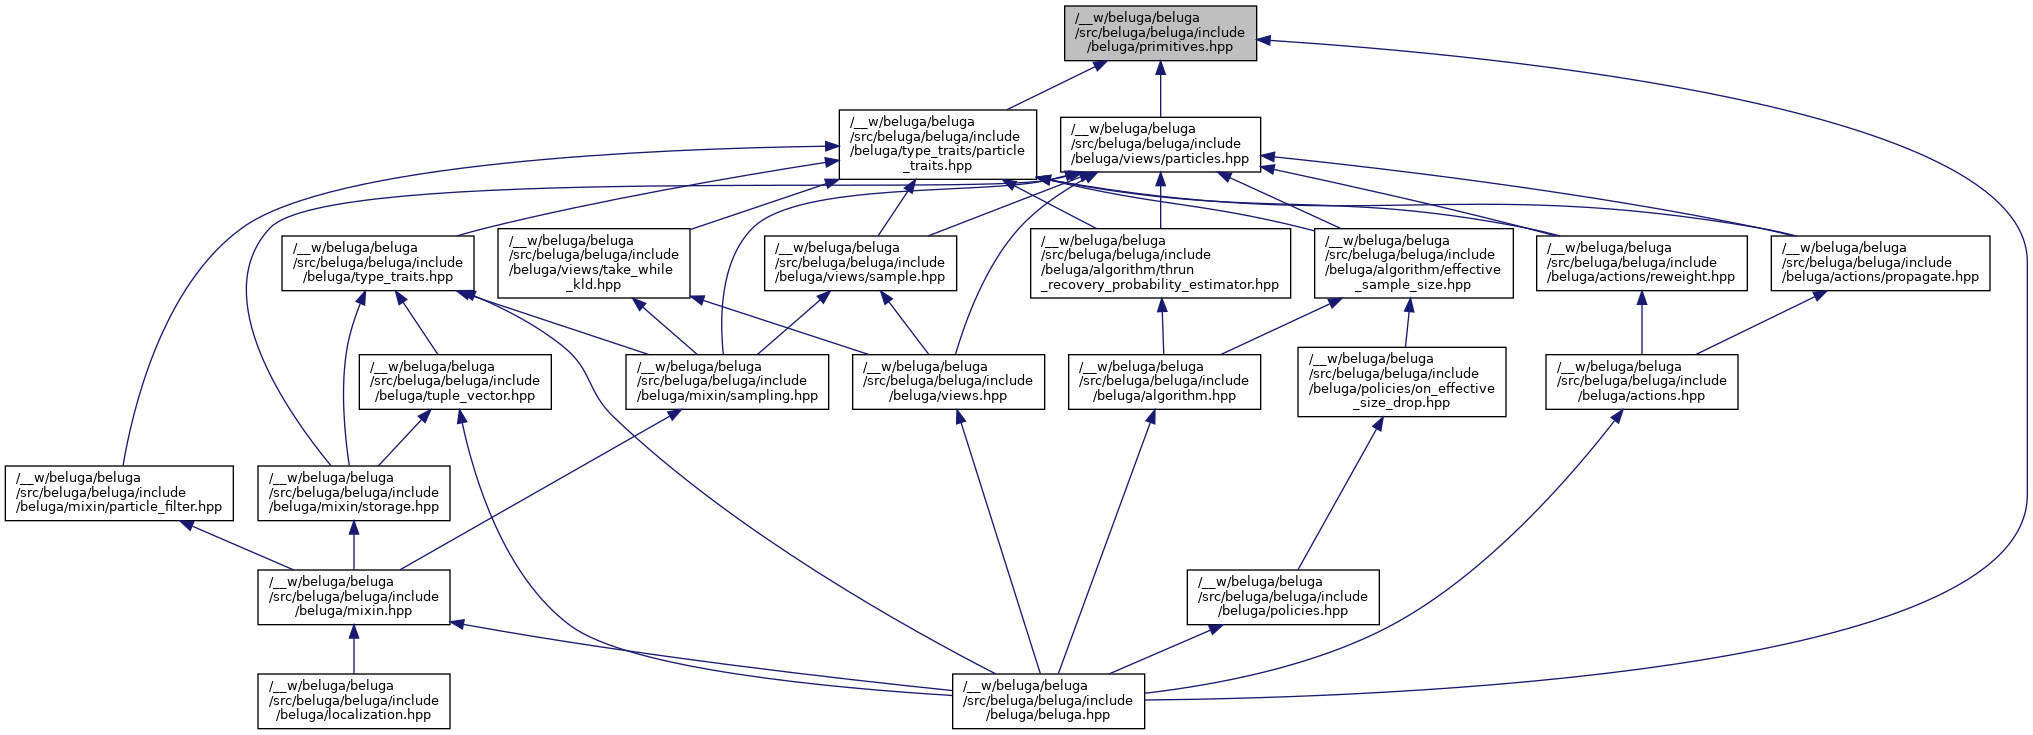 /__w/beluga/beluga
/src/beluga/beluga/include
/beluga/primitives.hpp
/__w/beluga/beluga
/src/beluga/beluga/include
/beluga/type_traits/particle
_traits.hpp
/__w/beluga/beluga
/src/beluga/beluga/include
/beluga/views/particles.hpp
/__w/beluga/beluga
/src/beluga/beluga/include
/beluga/type_traits.hpp
/__w/beluga/beluga
/src/beluga/beluga/include
/beluga/views/take_while
_kld.hpp
/__w/beluga/beluga
/src/beluga/beluga/include
/beluga/views/sample.hpp
/__w/beluga/beluga
/src/beluga/beluga/include
/beluga/algorithm/thrun
_recovery_probability_estimator.hpp
/__w/beluga/beluga
/src/beluga/beluga/include
/beluga/algorithm/effective
_sample_size.hpp
/__w/beluga/beluga
/src/beluga/beluga/include
/beluga/actions/reweight.hpp
/__w/beluga/beluga
/src/beluga/beluga/include
/beluga/actions/propagate.hpp
/__w/beluga/beluga
/src/beluga/beluga/include
/beluga/tuple_vector.hpp
/__w/beluga/beluga
/src/beluga/beluga/include
/beluga/mixin/sampling.hpp
/__w/beluga/beluga
/src/beluga/beluga/include
/beluga/views.hpp
/__w/beluga/beluga
/src/beluga/beluga/include
/beluga/algorithm.hpp
/__w/beluga/beluga
/src/beluga/beluga/include
/beluga/policies/on_effective
_size_drop.hpp
/__w/beluga/beluga
/src/beluga/beluga/include
/beluga/actions.hpp
/__w/beluga/beluga
/src/beluga/beluga/include
/beluga/mixin/particle_filter.hpp
/__w/beluga/beluga
/src/beluga/beluga/include
/beluga/mixin/storage.hpp
/__w/beluga/beluga
/src/beluga/beluga/include
/beluga/mixin.hpp
/__w/beluga/beluga
/src/beluga/beluga/include
/beluga/policies.hpp
/__w/beluga/beluga
/src/beluga/beluga/include
/beluga/localization.hpp
/__w/beluga/beluga
/src/beluga/beluga/include
/beluga/beluga.hpp